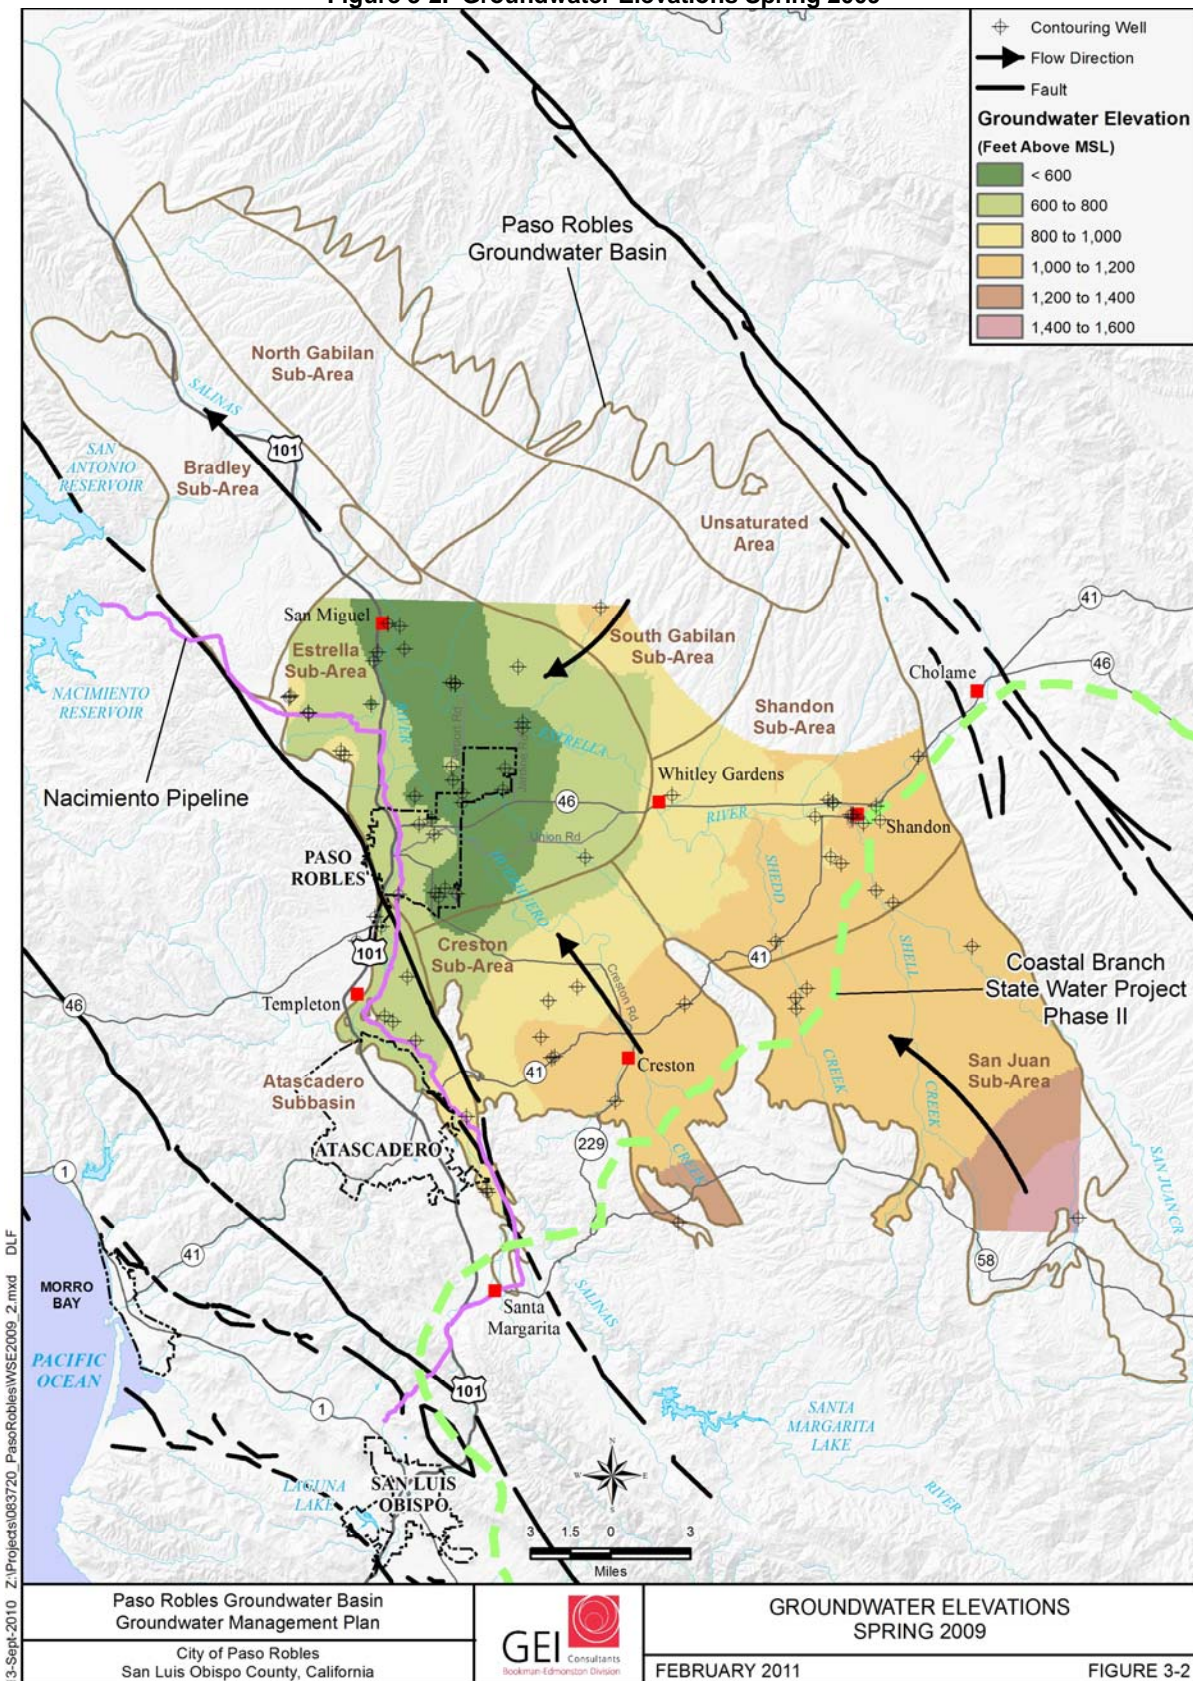 Figure 3-2. Groundwater Elevations Spring 2009
Contouring Well
Flow Direction
Fault
Groundwater Elevation
(Feet Above MSL)
< 600
600 to 800
800 to 1,000
1,000 to 1,200
1,200 to 1,400
1,400 to 1,600
Paso Robles
Groundwater Basin
North Gabilan
Sub-Area
SALINAS
101
SAN
ANTONIO
RESERVOIR
Bradley
Sub-Area
Unsaturated
Area
41
San Miguel
South Gabilan
Sub-Area
Estrella
Sub-Area
46
Cholame
NACIMIENTO
RESERVOIR
RIVER
Shandon
Sub-Area
ESTRELLA
Whitley Gardens
Nacimiento Pipeline
46
RIVER
Shandon
Union Rd
PASO
ROBLES
SHEDD
HUERHUERO
101
Creston
Sub-Area
SHELL
41
Coastal Branch
State Water Project
Phase II
Creston Rd
46
Templeton
Creston
41
CREEK
San Juan
Sub-Area
Atascadero
Subbasin
CREEK
ATASCADERO
229
CREEK
SAN JUAN CR
1
41
58
MORRO
BAY
SALINAS
Santa
Margarita
PACIFIC
OCEAN
101
1
SANTA
MARGARITA
LAKE
N
W
E
S
LAGUNA
LAKE
SAN LUIS
OBISPO
RIVER
3 1.5 0 3
Miles
13-Sept-2010 Z:\Projects\083720_PasoRobles\WSE2009_2.mxd DLF
Paso Robles Groundwater Basin
Groundwater Management Plan
City of Paso Robles
San Luis Obispo County, California
GEI Consultants
Bookman-Edmonston Division
GROUNDWATER ELEVATIONS
SPRING 2009
FEBRUARY 2011
FIGURE 3-2